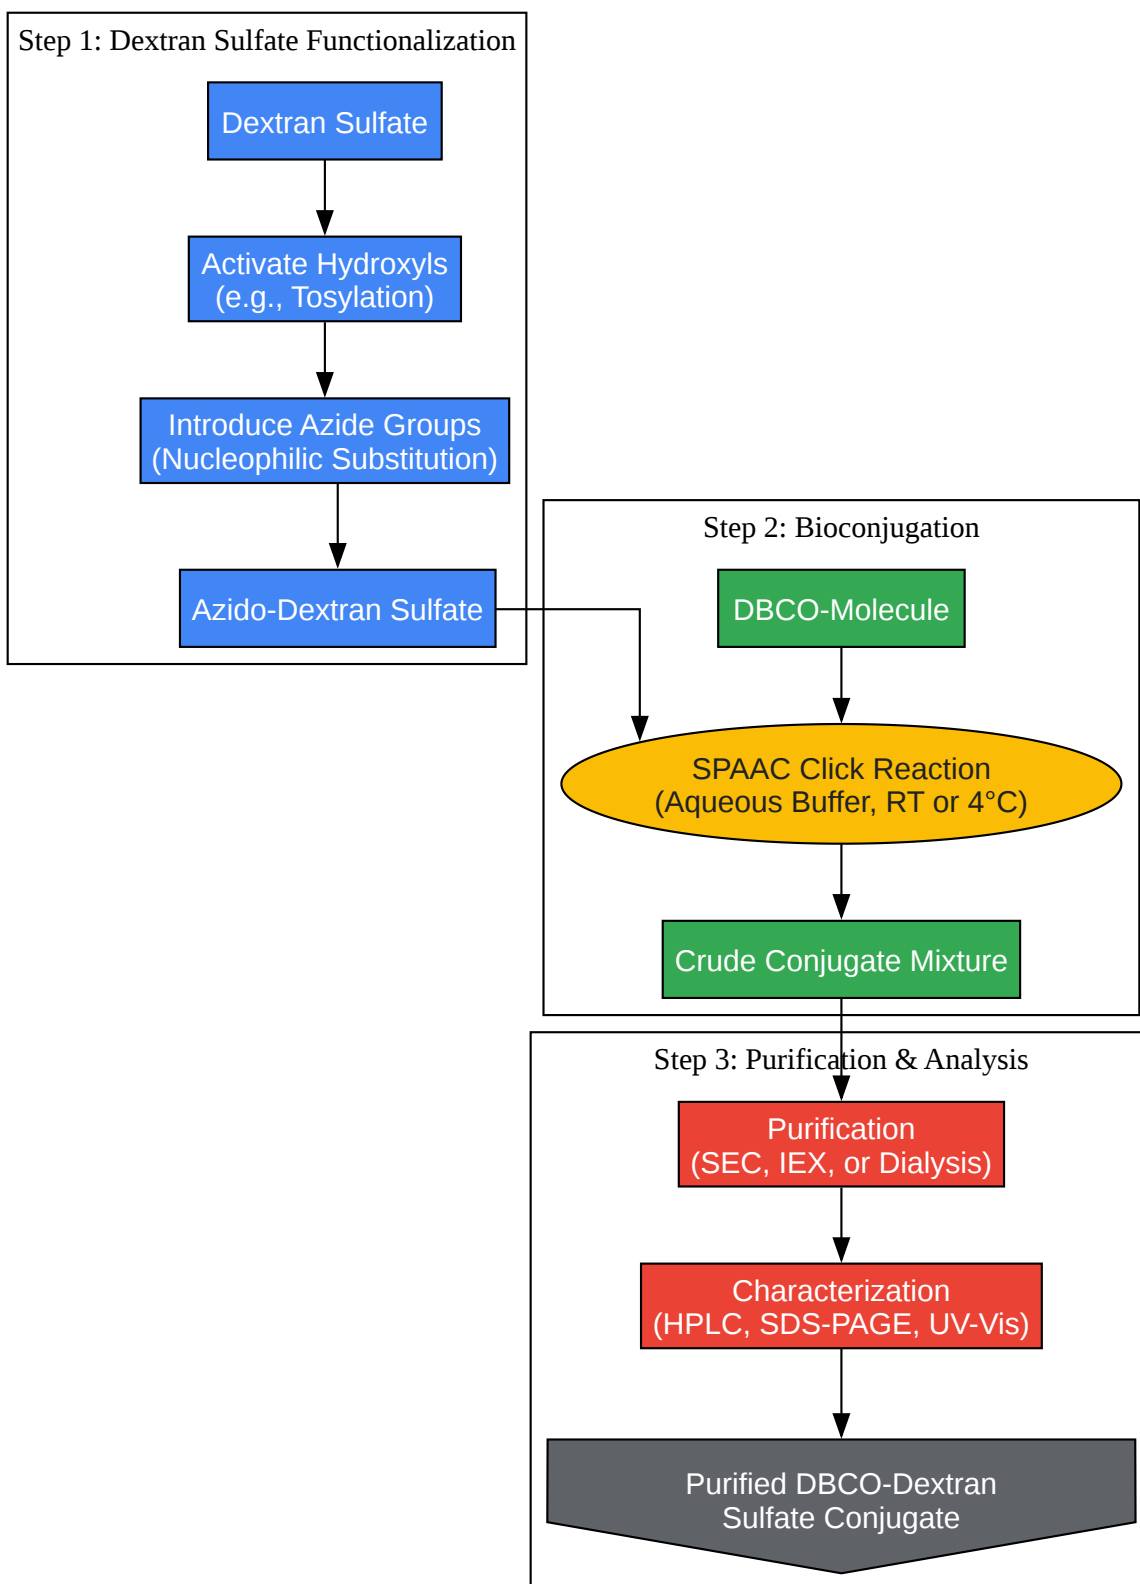 Step 1: Dextran Sulfate Functionalization
Dextran Sulfate
Activate Hydroxyls
(e.g., Tosylation)
Introduce Azide Groups
(Nucleophilic Substitution)
Azido-Dextran Sulfate
Step 2: Bioconjugation
DBCO-Molecule
SPAAC Click Reaction
(Aqueous Buffer, RT or 4°C)
Crude Conjugate Mixture
Step 3: Purification & Analysis
Purification
(SEC, IEX, or Dialysis)
Characterization
(HPLC, SDS-PAGE, UV-Vis)
Purified DBCO-Dextran
Sulfate Conjugate